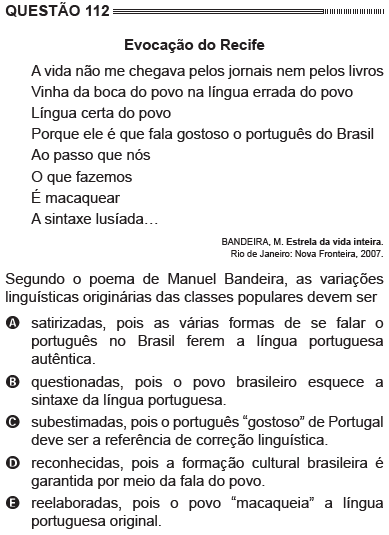 QUESTÃO 112
Evocação do Recife
A vida não me chegava pelos jornais nem pelos livros
Vinha da boca do povo na língua errada do povo
Língua certa do povo
Porque ele é que fala gostoso o português do Brasil
Ao passo que nós
O que fazemos
É macaquear
A sintaxe lusíada…
BANDEIRA, M. Estrela da vida inteira.
Rio de Janeiro: Nova Fronteira, 2007.
Segundo o poema de Manuel Bandeira, as variações
linguísticas originárias das classes populares devem ser
A satirizadas, pois as várias formas de se falar o
português no Brasil ferem a língua portuguesa
autêntica.
B questionadas, pois o povo brasileiro esquece a
sintaxe da língua portuguesa.
C subestimadas, pois o português “gostoso” de Portugal
deve ser a referência de correção linguística.
D reconhecidas, pois a formação cultural brasileira é
garantida por meio da fala do povo.
E reelaboradas, pois o povo “macaqueia” a língua
portuguesa original.